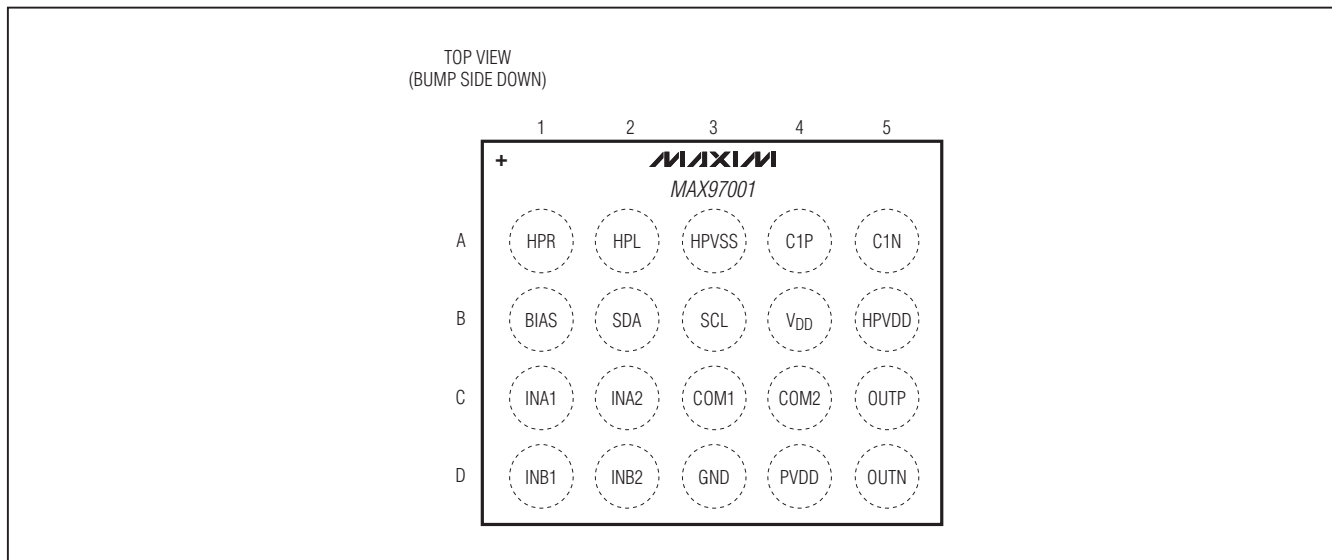 TOP VIEW
(BUMP SIDE DOWN)
1 2 3 4 5
+ MAXIM
MAX97001
A HPR HPL HPVSS C1P C1N
B BIAS SDA SCL VDD HPVDD
C INA1 INA2 COM1 COM2 OUTP
D INB1 INB2 GND PVDD OUTN